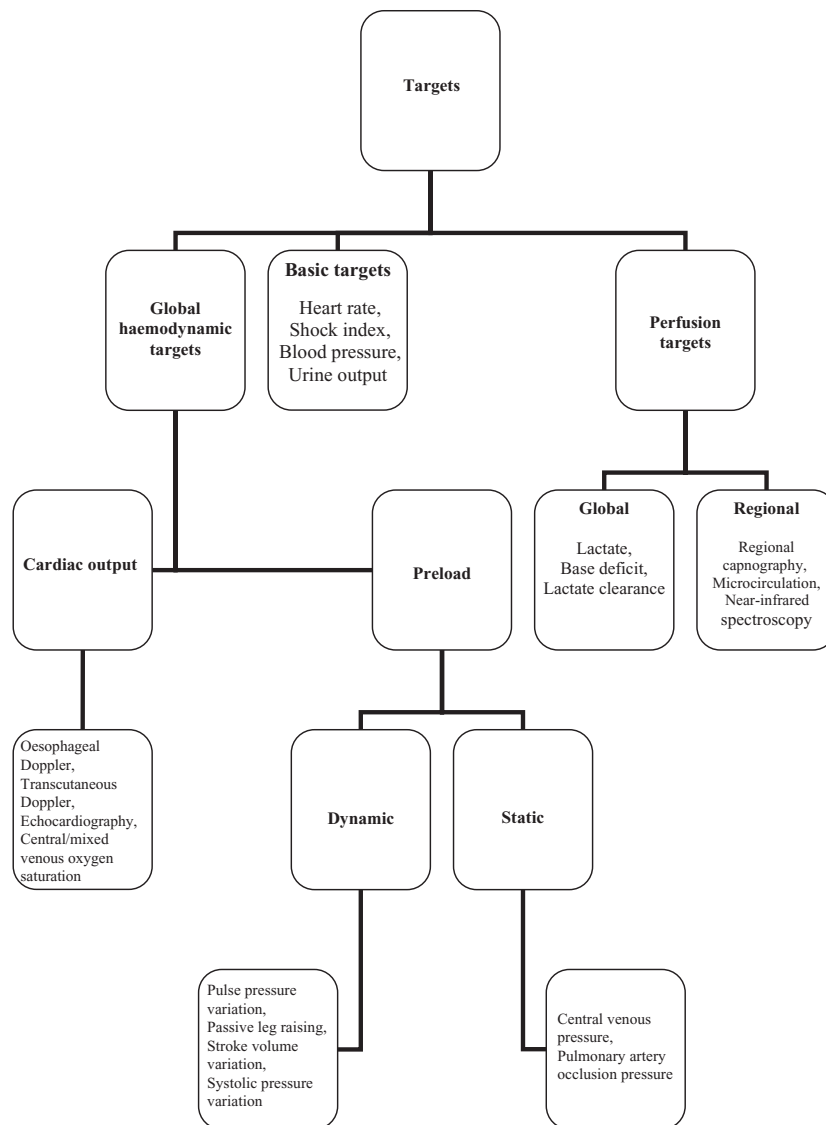 Targets
Global
haemodynamic
targets
Basic targets
Heart rate,
Shock index,
Blood pressure,
Urine output
Perfusion
targets
Cardiac output
Preload
Global
Lactate,
Base deficit,
Lactate clearance
Regional
Regional
capnography,
Microcirculation,
Near-infrared
spectroscopy
Oesophageal
Doppler,
Transcutaneous
Doppler,
Echocardiography,
Central/mixed
venous oxygen
saturation
Dynamic
Static
Pulse pressure
variation,
Passive leg raising,
Stroke volume
variation,
Systolic pressure
variation
Central venous
pressure,
Pulmonary artery
occlusion pressure